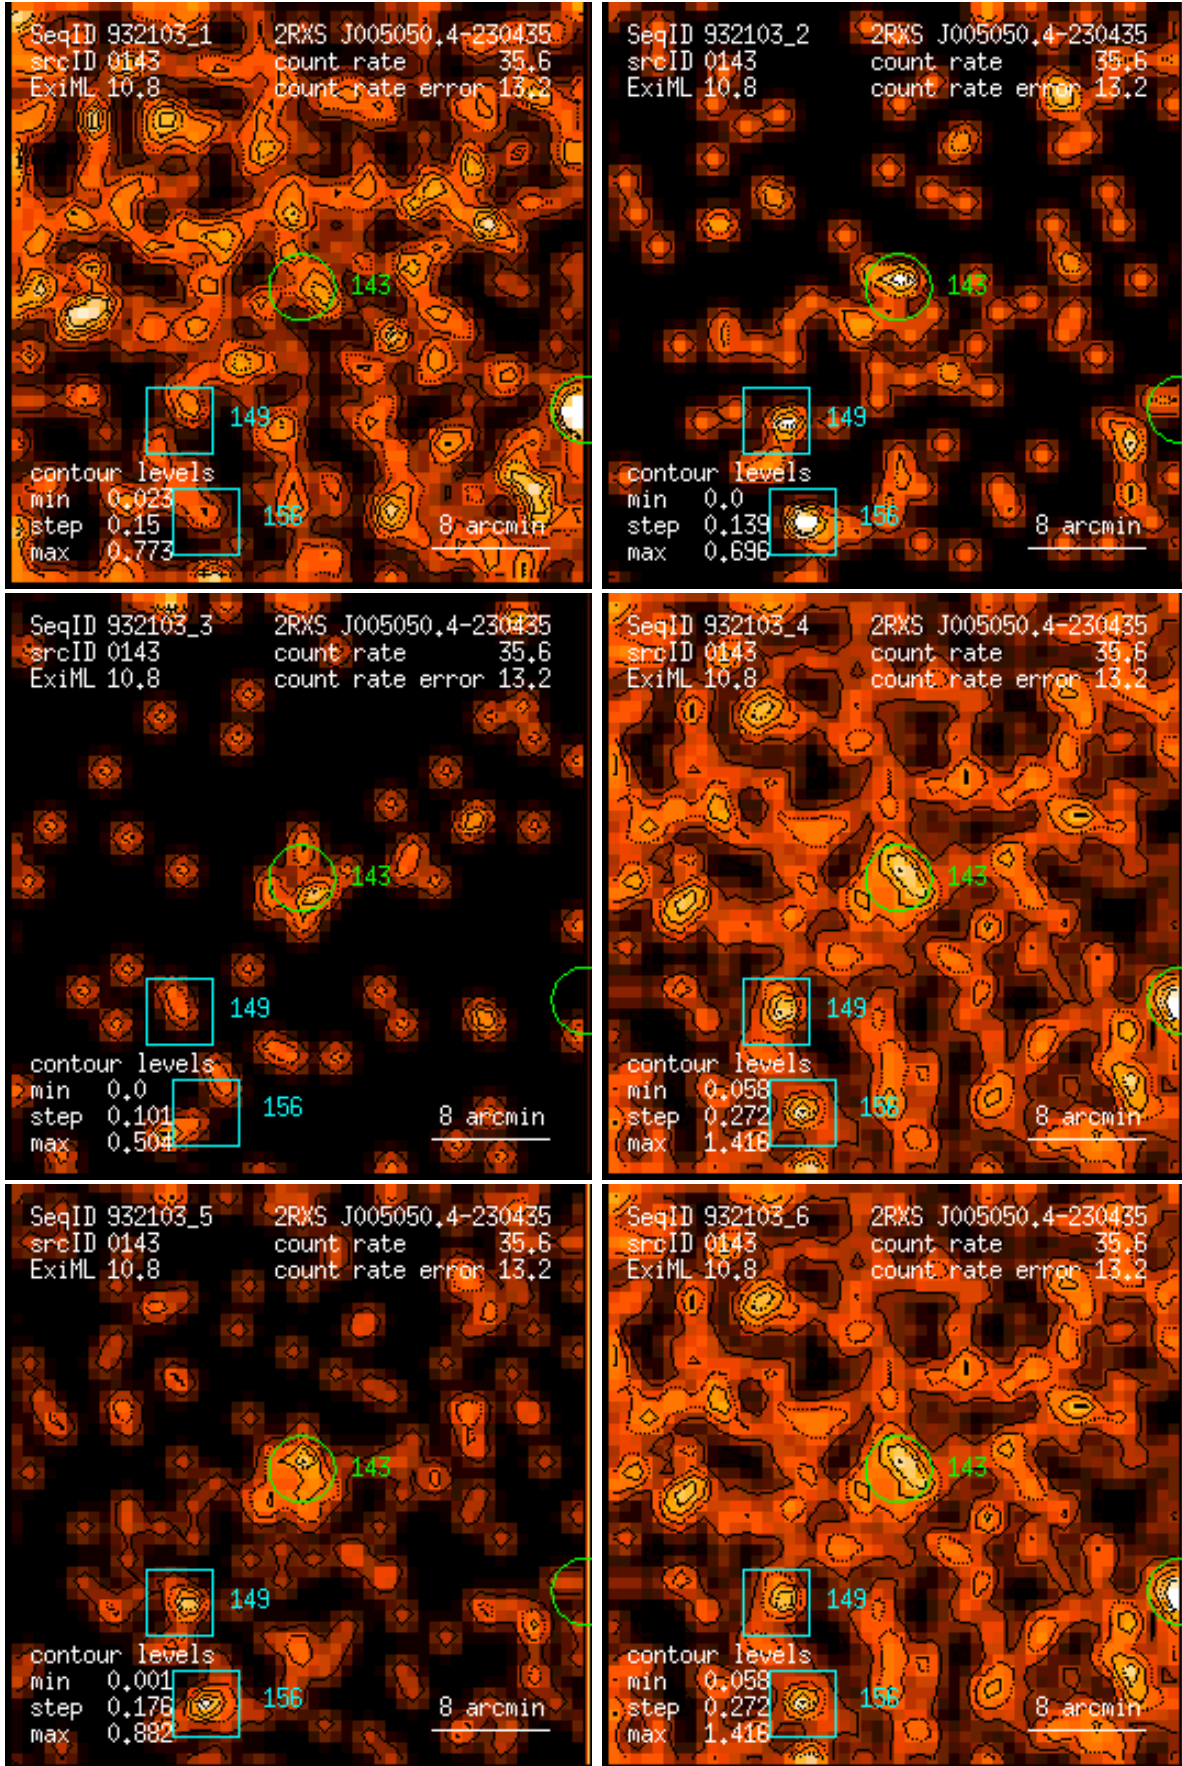 SeqID 932103_1 2RXS J005050.4-230435
srcID 0143 count rate 35.6
ExiML 10.8 count rate error 13.2
143
149
contour levels
min 0.023
156
step 0.15 8 arcmin
max 0.773
SeqID 932103_2 2RXS J005050.4-230435
srcID 0143 count rate 35.6
ExiML 10.8 count rate error 13.2
143
149
contour levels
min 0.0
156
step 0.139 8 arcmin
max 0.696
SeqID 932103_3 2RXS J005050.4-230435
srcID 0143 count rate 35.6
ExiML 10.8 count rate error 13.2
143
149
contour levels
min 0.0
156
step 0.101 8 arcmin
max 0.504
SeqID 932103_4 2RXS J005050.4-230435
srcID 0143 count rate 35.6
ExiML 10.8 count rate error 13.2
143
149
contour levels
min 0.058
156
step 0.272 8 arcmin
max 1.416
SeqID 932103_5 2RXS J005050.4-230435
srcID 0143 count rate 35.6
ExiML 10.8 count rate error 13.2
143
149
contour levels
min 0.001
156
step 0.176 8 arcmin
max 0.882
SeqID 932103_6 2RXS J005050.4-230435
srcID 0143 count rate 35.6
ExiML 10.8 count rate error 13.2
143
149
contour levels
min 0.058
156
step 0.272 8 arcmin
max 1.416